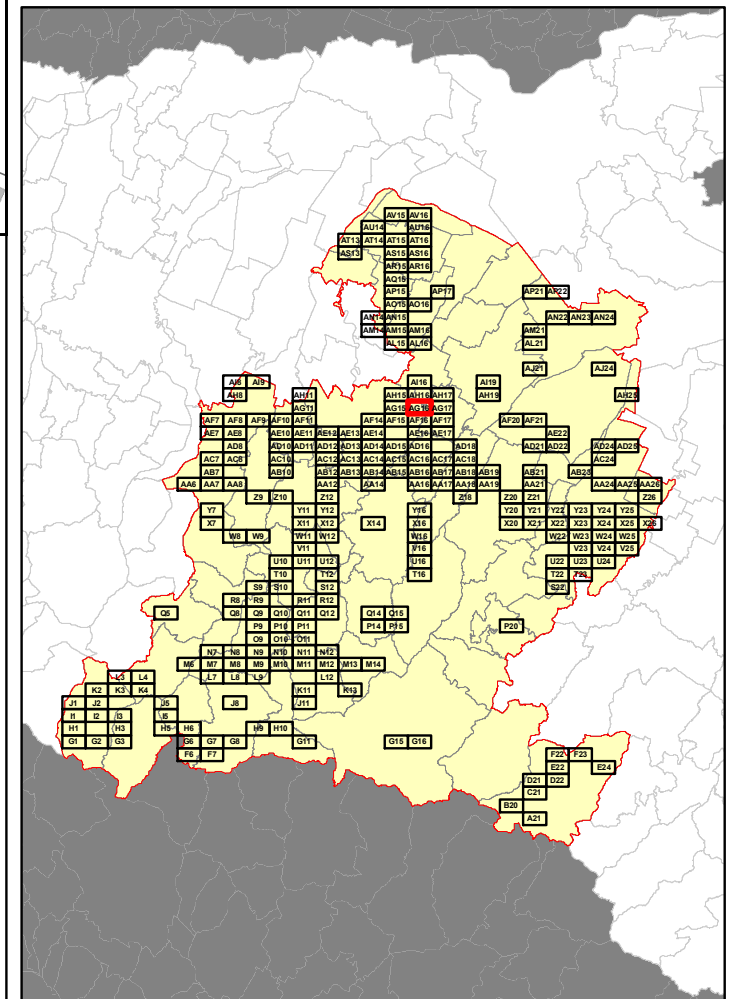 AV15 AV16
AU14 AU16
AT13 AT14 AT15 AT16
AS13 AS15 AS16
AR15 AR16
AQ15
AP15 AP17 AP21 AP22
AO15 AO16
AN14 AN15 AN22 AN23 AN24
AM14 AM15 AM16 AM21
AL15 AL16 AL21
AJ21 AJ24
AI8 AI9 AI16 AI19
AH8 AH11 AH15 AH16 AH17 AH19 AH25
AG11 AG15 AG16 AG17
AF7 AF8 AF9 AF10 AF11 AF14 AF15 AF16 AF17 AF20 AF21
AE7 AE8 AE10 AE11 AE12 AE13 AE14 AE16 AE17 AE22
AD8 AD10 AD11 AD12 AD13 AD14 AD15 AD16 AD18 AD21 AD22 AD24 AD25
AC7 AC8 AC10 AC12 AC13 AC14 AC15 AC16 AC17 AC18 AC24
AB7 AB10 AB12 AB13 AB14 AB15 AB16 AB17 AB18 AB19 AB21 AB23
AA6 AA7 AA8 AA12 AA14 AA16 AA17 AA18 AA19 AA21 AA24 AA25 AA26
Z9 Z10 Z12 Z18 Z20 Z21 Z26
Y7 Y11 Y12 Y16 Y20 Y21 Y22 Y23 Y24 Y25
X7 X11 X12 X14 X16 X20 X21 X22 X23 X24 X25 X26
W8 W9 W11 W12 W16 W22 W23 W24 W25
V11 V16 V23 V24 V25
U10 U11 U12 U16 U22 U23 U24
T10 T12 T16 T22 T23
S9 S10 S12 S22
R8 R9 R11 R12
Q5 Q8 Q9 Q10 Q11 Q12 Q14 Q15
P9 P10 P11 P14 P15 P20
O9 O10 O11
N7 N8 N9 N10 N11 N12
M6 M7 M8 M9 M10 M11 M12 M13 M14
L3 L4 L7 L8 L9 L12
K2 K3 K4 K11 K13
J1 J2 J5 J8 J11
I1 I2 I3 I5
H1 H3 H5 H6 H9 H10
G1 G2 G3 G6 G7 G8 G11 G15 G16
F6 F7 F22 F23
E22 E24
D21 D22
C21
B20
A21